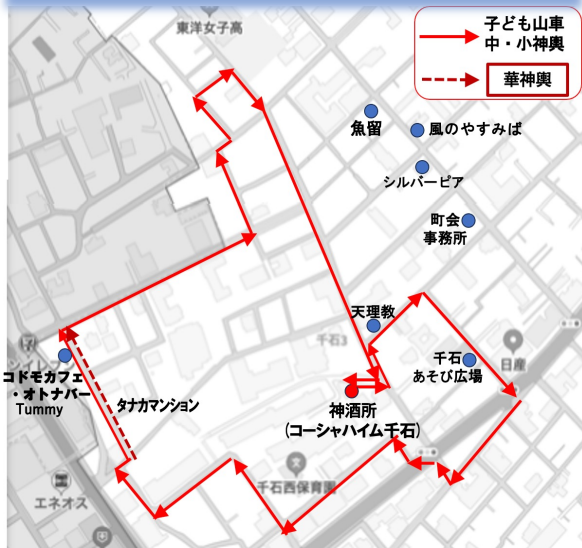 東洋女子高
子ども山車
中・小神輿
華神輿
魚留
風のやすみば
シルバーピア
町会
事務所
天理教
千石3
千石
あそび広場
日産
コドモカフェ
・オトナバー
Tummy
タナカマンション
神酒所
(コーシャハイム千石)
千石西保育園
エネオス